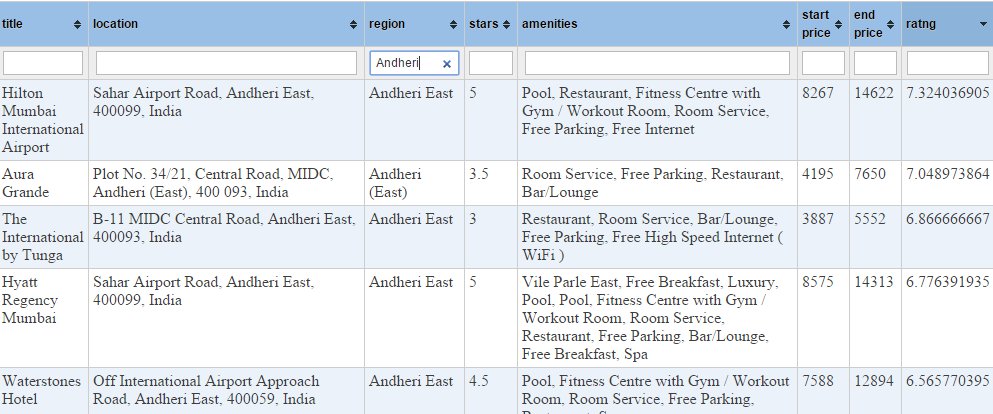 title location region stars amenities start price end price ratng
Andheri ×
Hilton Mumbai International Airport Sahar Airport Road, Andheri East, 400099, India Andheri East 5 Pool, Restaurant, Fitness Centre with Gym / Workout Room, Room Service, Free Parking, Free Internet 8267 14622 7.324036905
Aura Grande Plot No. 34/21, Central Road, MIDC, Andheri (East), 400 093, India Andheri (East) 3.5 Room Service, Free Parking, Restaurant, Bar/Lounge 4195 7650 7.048973864
The International by Tunga B-11 MIDC Central Road, Andheri East, 400093, India Andheri East 3 Restaurant, Room Service, Bar/Lounge, Free Parking, Free High Speed Internet ( WiFi ) 3887 5552 6.866666667
Hyatt Regency Mumbai Sahar Airport Road, Andheri East, 400099, India Andheri East 5 Vile Parle East, Free Breakfast, Luxury, Pool, Pool, Fitness Centre with Gym / Workout Room, Room Service, Restaurant, Free Parking, Bar/Lounge, Free Breakfast, Spa 8575 14313 6.776391935
Waterstones Hotel Off International Airport Approach Road, Andheri East, 400059, India Andheri East 4.5 Pool, Fitness Centre with Gym / Workout Room, Room Service, Free Parking, 7588 12894 6.565770395